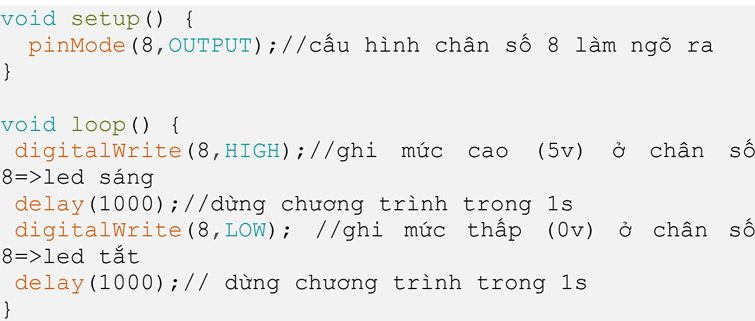 void setup() {
  pinMode(8,OUTPUT);//cấu hình chân số 8 làm ngõ ra
}

void loop() {
 digitalWrite(8,HIGH);//ghi mức cao (5v) ở chân số
8=>led sáng
 delay(1000);//dừng chương trình trong 1s
 digitalWrite(8,LOW); //ghi mức thấp (0v) ở chân số
8=>led tắt
 delay(1000);// dừng chương trình trong 1s
}